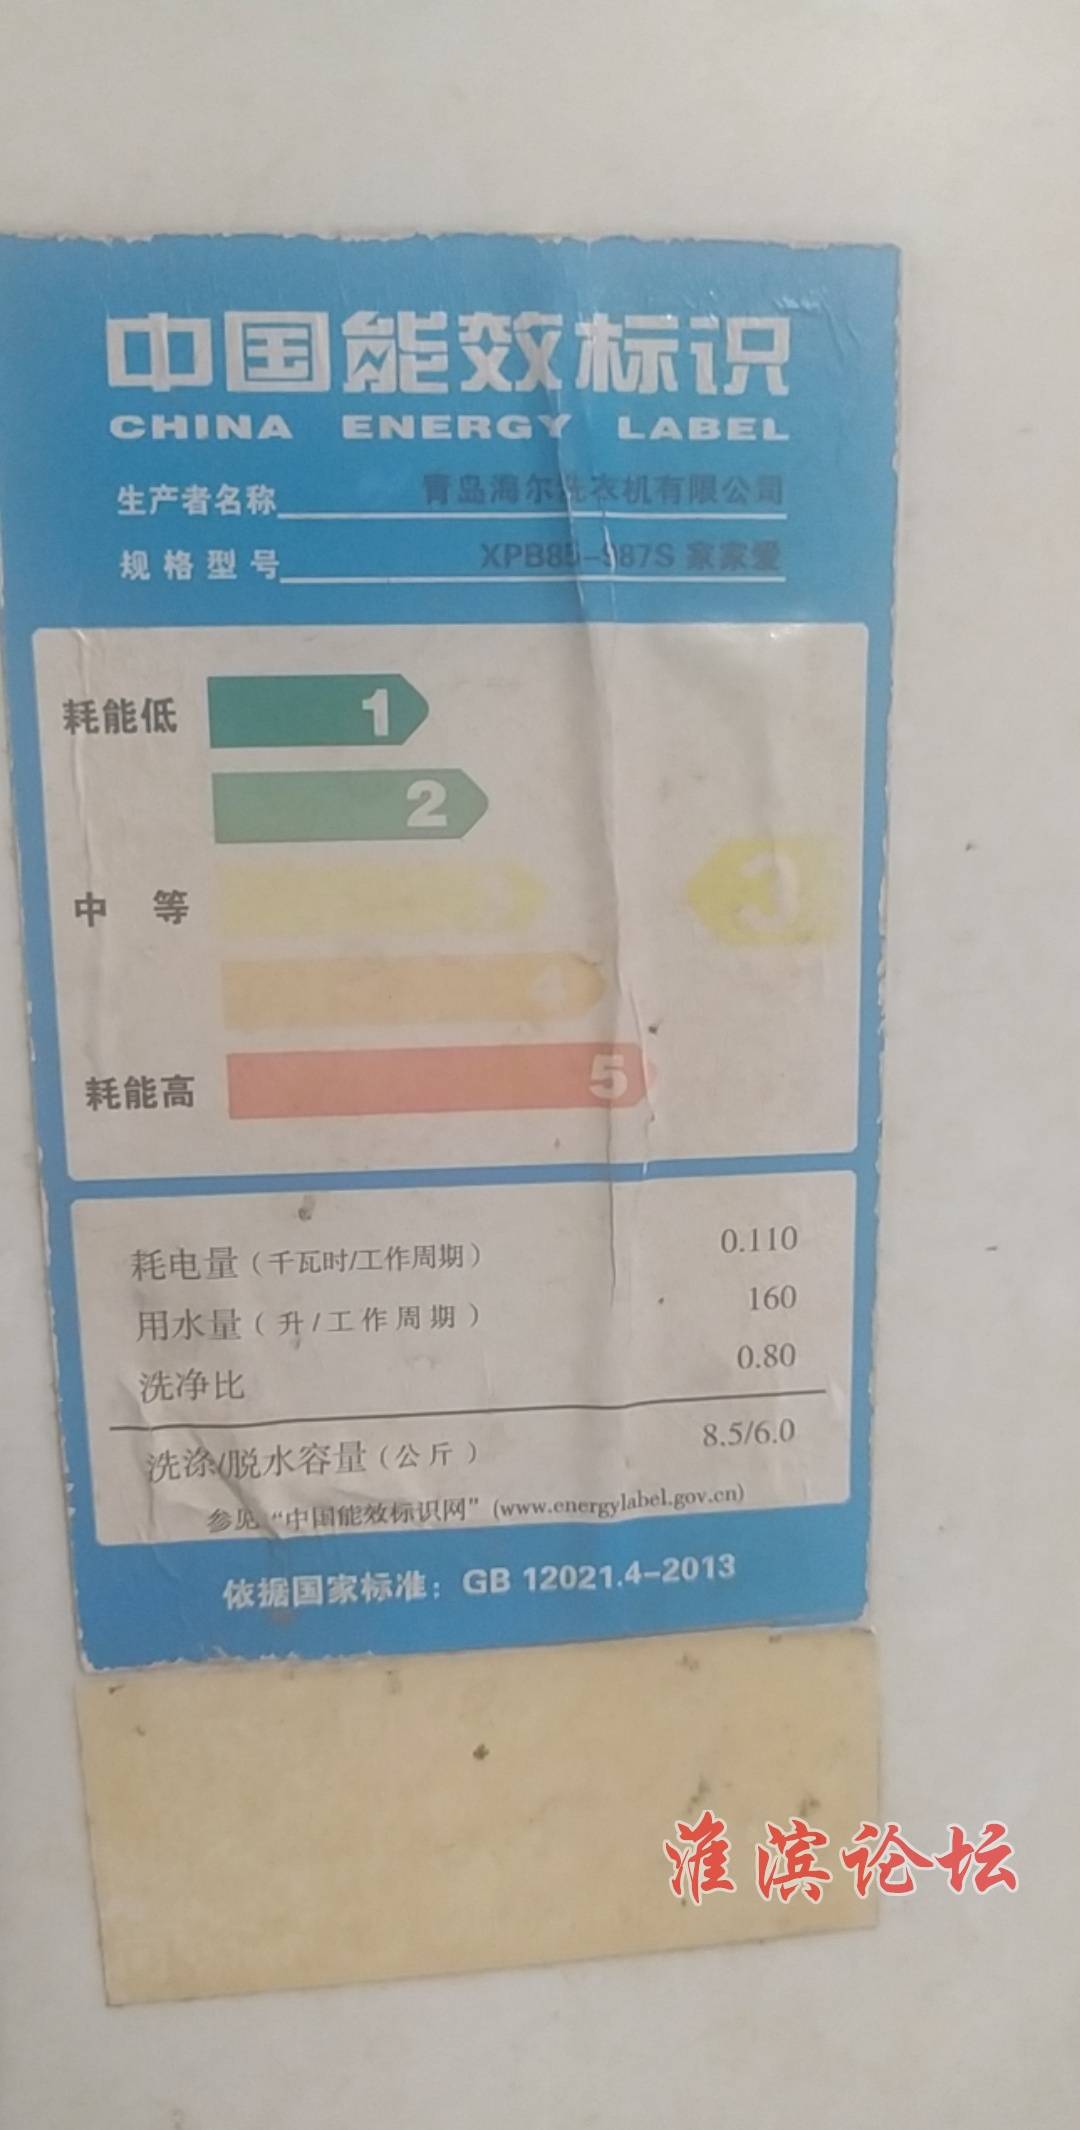 中国能效标识
CHINA ENERGY LABEL
生产者名称 青岛海尔洗衣机有限公司
规格型号 XPB85-987S 家家爱
耗能低 1
2
中 等 3 3
4
耗能高 5
耗电量(千瓦时/工作周期) 0.110
用水量(升/工作周期) 160
洗净比 0.80
洗涤/脱水容量(公斤) 8.5/6.0
参见“中国能效标识网”(www.energylabel.gov.cn)
依据国家标准：GB 12021.4-2013
淮滨论坛